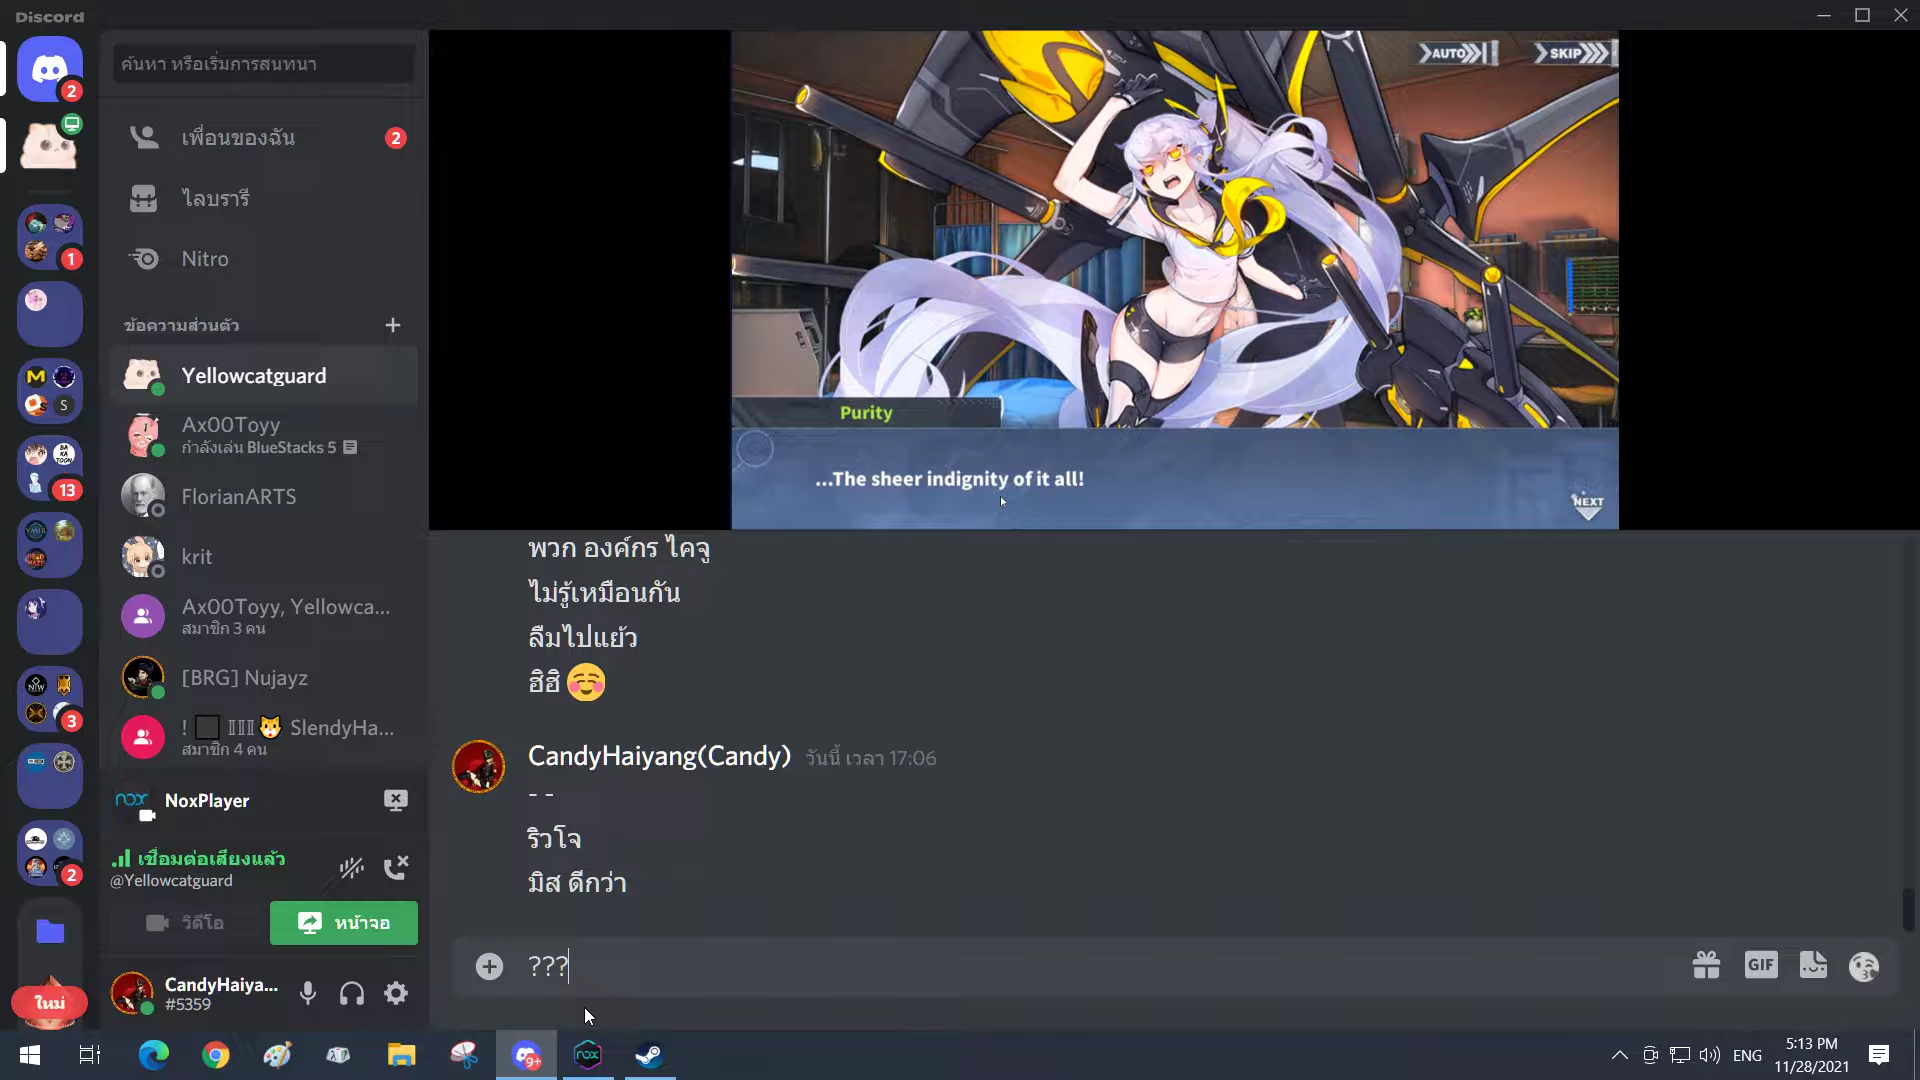 Discord
ค้นหา หรือเริ่มการสนทนา
2
เพื่อนของฉัน
2
ไลบรารี
1
Nitro
ข้อความส่วนตัว
Yellowcatguard
M
S
AxOOToyy
กำลังเล่น BlueStacks 5
13
FlorianARTS
krit
AxOOToyy, Yellowca...
สมาชิก 3 คน
[BRG] Nujayz
NTW
3
! SlendyHa...
สมาชิก 4 คน
nox NoxPlayer
เชื่อมต่อเสียงแล้ว
@Yellowcatguard
2
วิดีโอ
หน้าจอ
CandyHaiya...
#5359
ใหม่
AUTO
SKIP
Purity
...The sheer indignity of it all!
NEXT
พวก องค์กร ไคจู
ไม่รู้เหมือนกัน
ลืมไปแย้ว
ฮิฮิ
CandyHaiyang(Candy) วันนี้ เวลา 17:06
- -
ริวโจ
มิส ดีกว่า
???
GIF
9+
nox
ENG
5:13 PM
11/28/2021